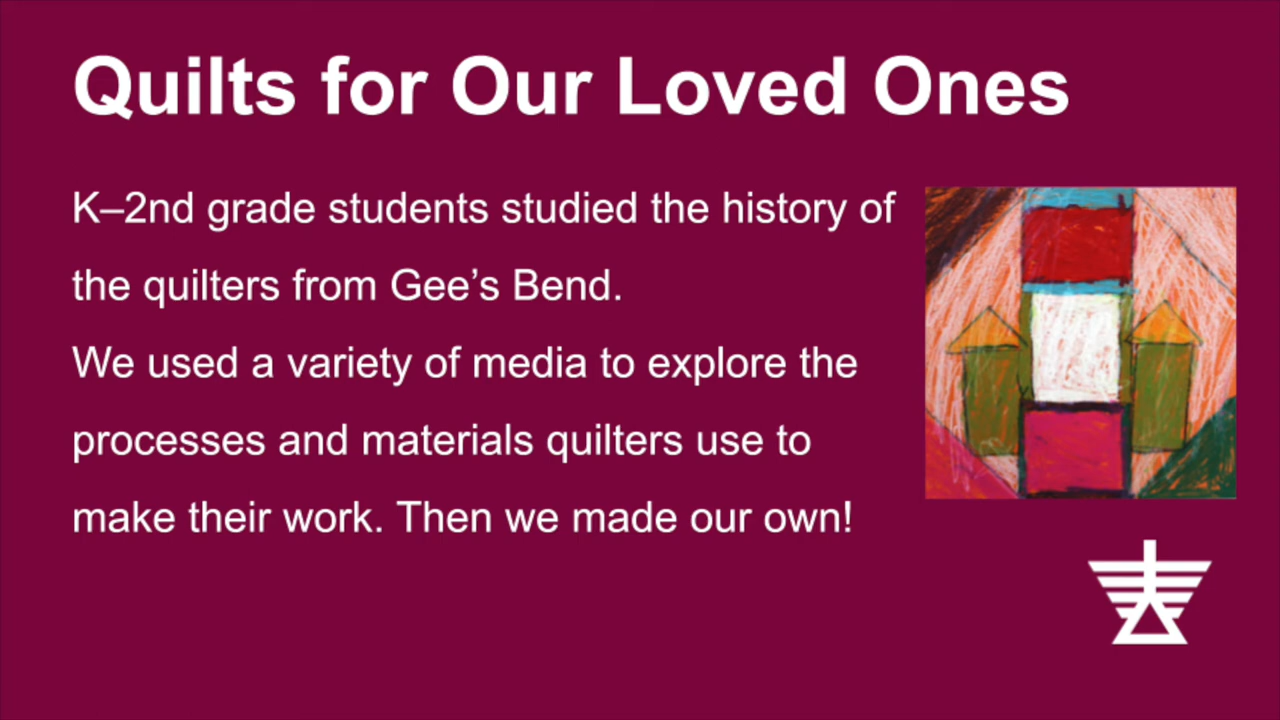 Quilts for Our Loved Ones
K–2nd grade students studied the history of
the quilters from Gee’s Bend.
We used a variety of media to explore the
processes and materials quilters use to
make their work. Then we made our own!